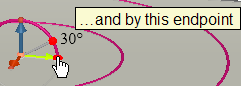 ...and by this endpoint
30°